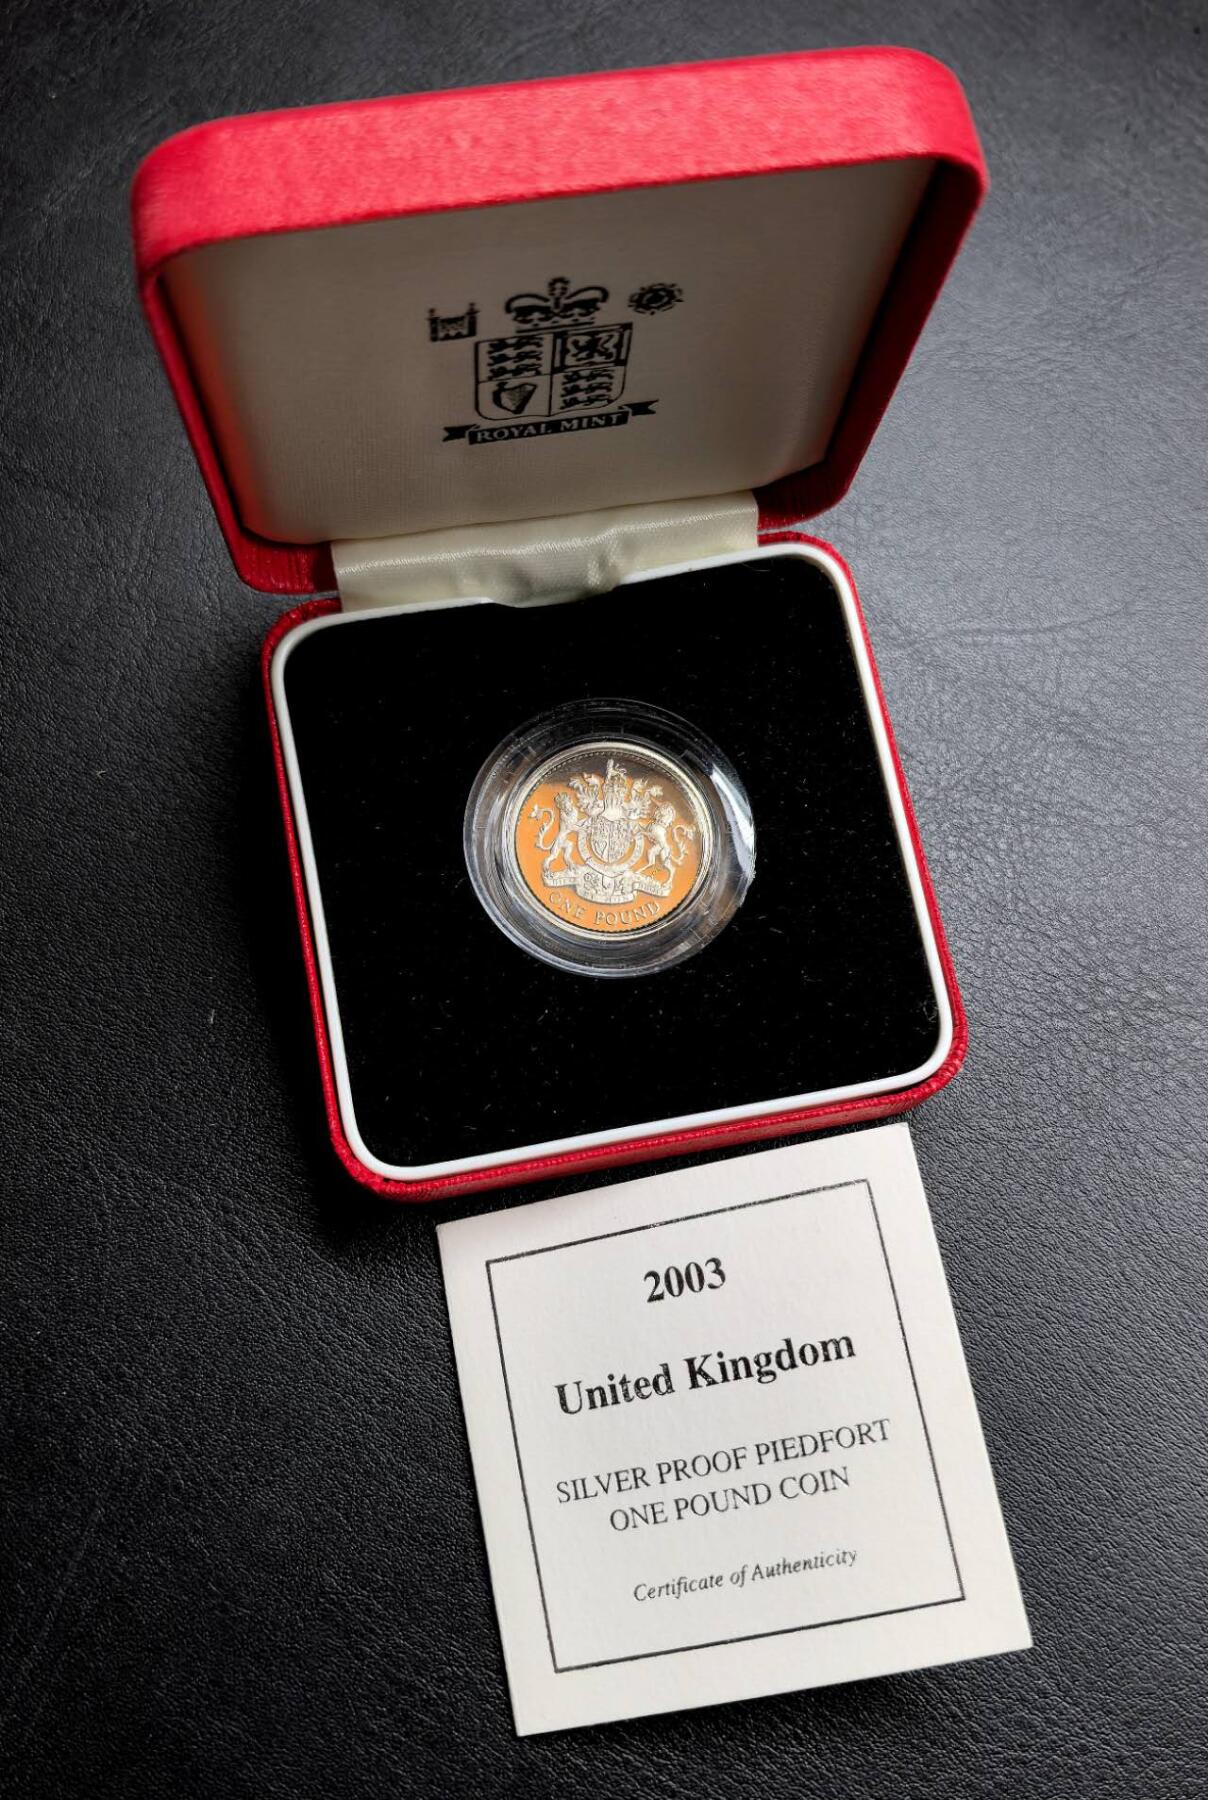 ROYAL MINT
ONE POUND
2003
United Kingdom
SILVER PROOF PIEDFORT
ONE POUND COIN
Certificate of Authenticity